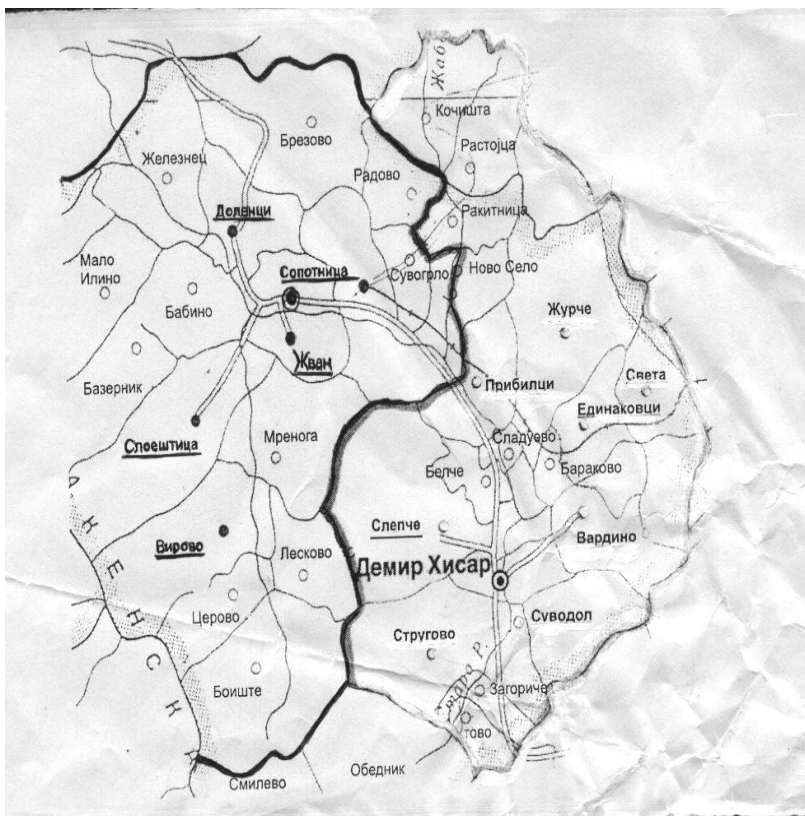 Жаб
Кочишта
Брезово
Растојца
Железнец
Радово
Ракитница
Доленци
Мало
Илино
Сопотница
Сувогрло
Ново Село
Бабино
Журче
Жван
Базерник
Прибилци
Света
Единаковци
Слоештица
Мренога
Сладуево
Белче
Бараково
Слепче
Вирово
Лесково
Вардино
Демир Хисар
Церово
Суводол
Стругово
Боиште
Загориче
Обедник
Смилево